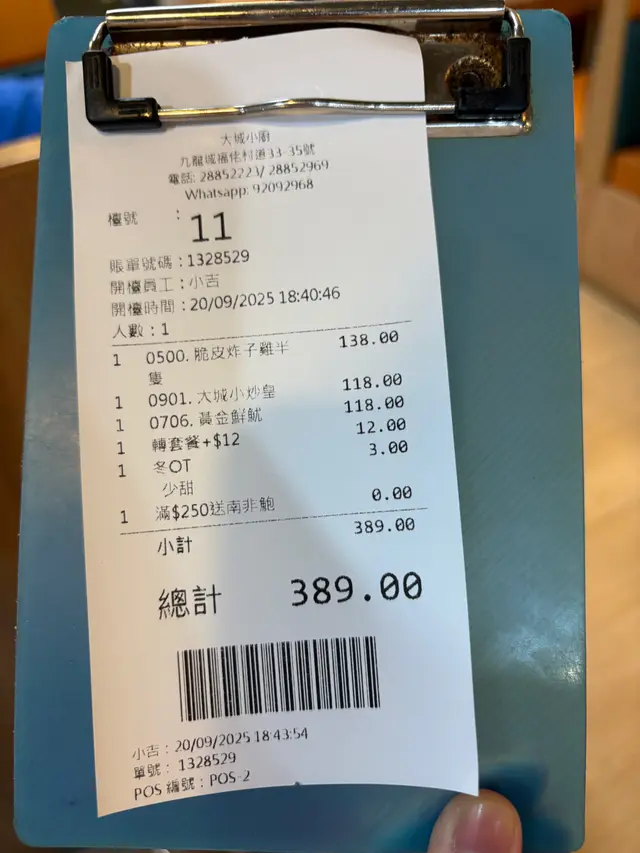 大城小廚
九龍城福佬村道33-35號
電話: 28852223/ 28852969
Whatsapp: 92092968
檯號 : 11
賬單號碼 : 1328529
開檯員工 : 小吉
開檯時間 : 20/09/2025 18:40:46
人數 : 1
1 0500. 脆皮炸子雞半 138.00
隻
1 0901. 大城小炒皇 118.00
1 0706. 黃金鮮魷 118.00
1 轉套餐+$12 12.00
1 冬OT 3.00
少甜
1 滿$250送南非鮑 0.00
小計 389.00
總計 389.00
小吉 : 20/09/2025 18:43:54
單號 : 1328529
POS 編號 : POS-2